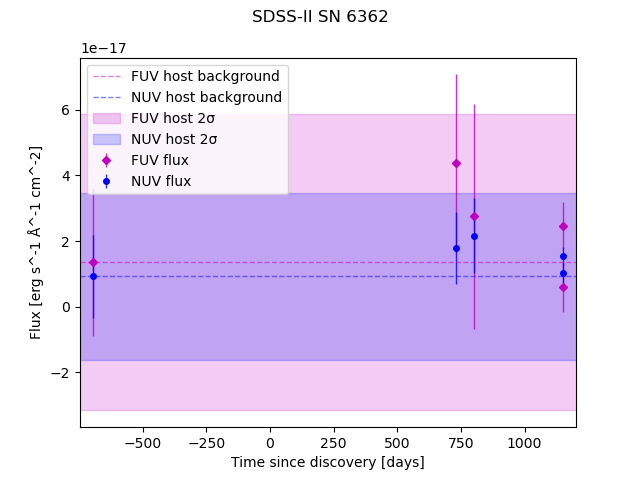 SDSS-II SN 6362
1e−17
FUV host background
NUV host background
FUV host 2σ
NUV host 2σ
FUV flux
NUV flux
6
4
2
0
−2
Flux [erg s^-1 Å^-1 cm^-2]
−500 −250 0 250 500 750 1000
Time since discovery [days]